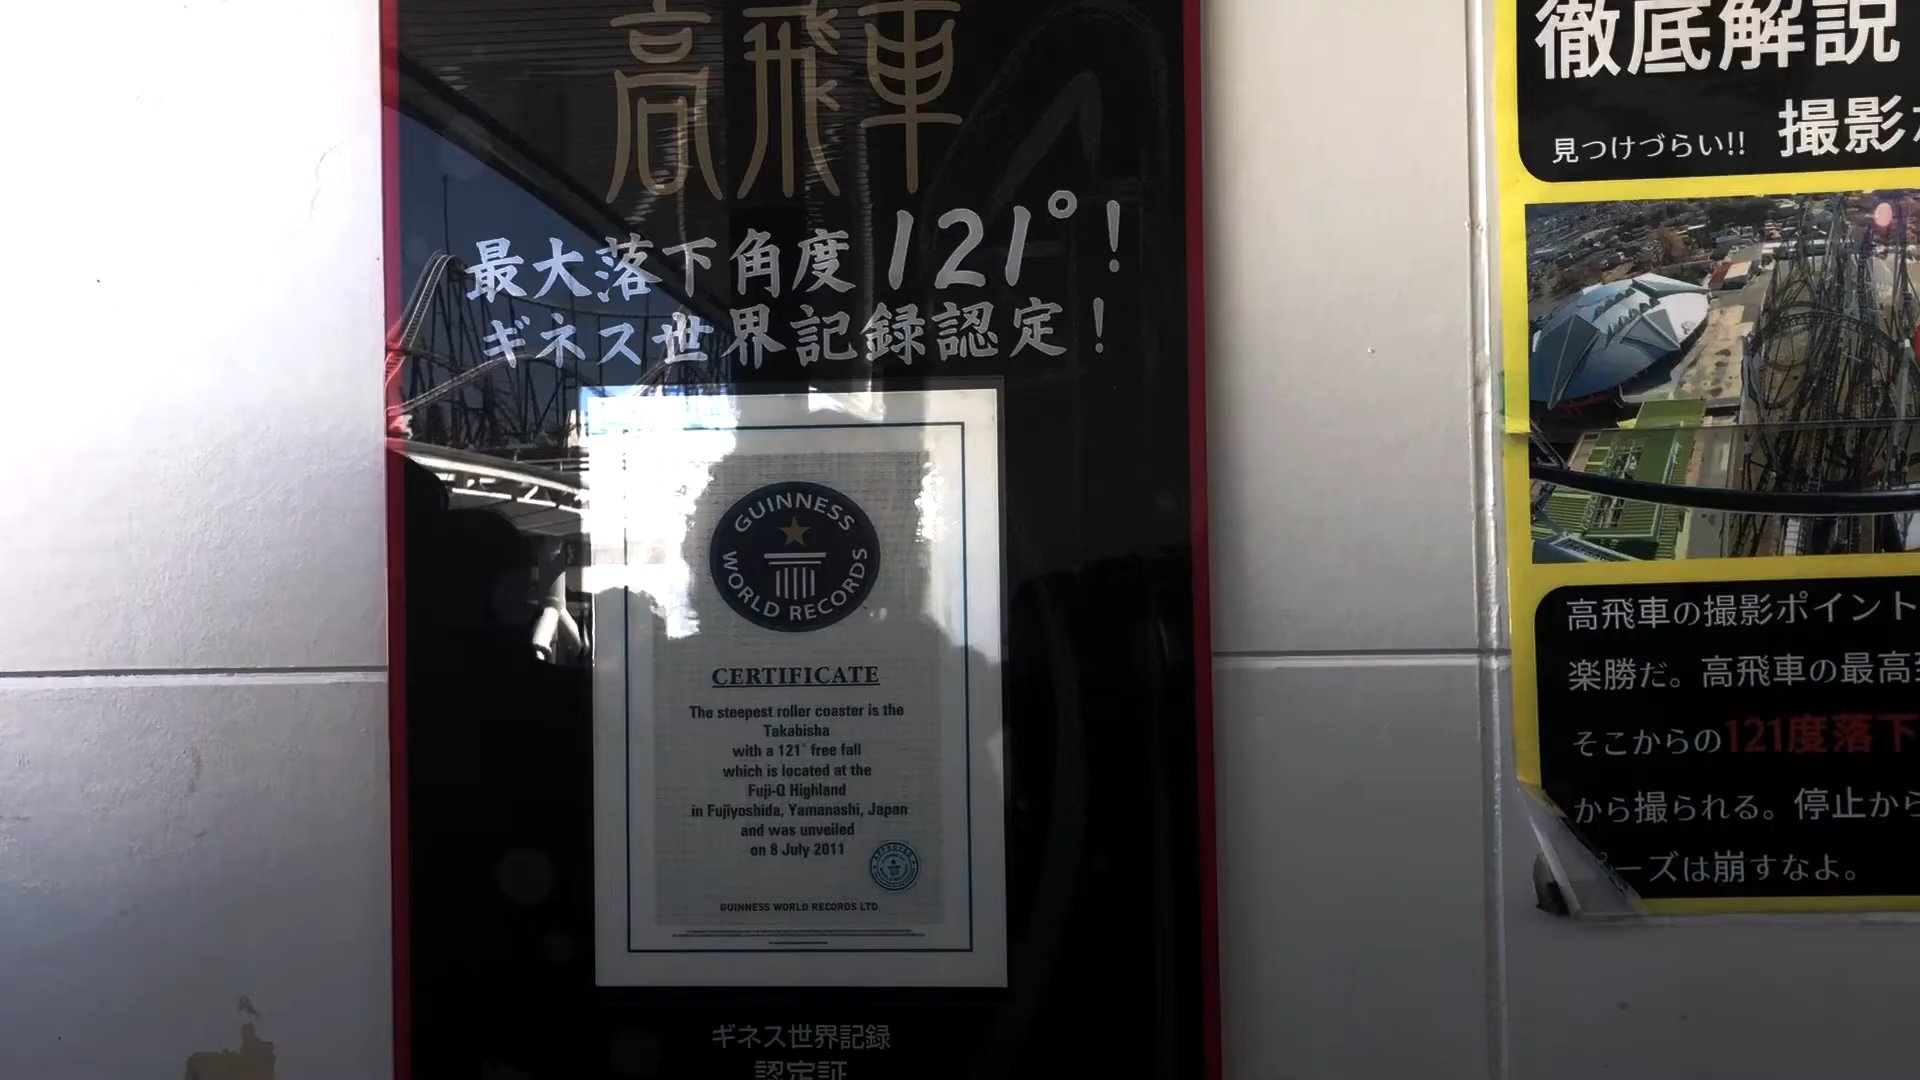 高飛車
最大落下角度121°!
ギネス世界記録認定!
GUINNESS
WORLD RECORDS
CERTIFICATE
The steepest roller coaster is the
Takabisha
with a 121° free fall
which is located at the
Fuji-Q Highland
in Fujiyoshida, Yamanashi, Japan
and was unveiled
on 8 July 2011
APPROVED
GUINNESS WORLD RECORDS LTD
ギネス世界記録
認定証
徹底解説
見つけづらい!! 撮影
高飛車の撮影ポイント
楽勝だ。高飛車の最高
そこからの121度落下
から撮られる。停止から
ーズは崩すなよ。